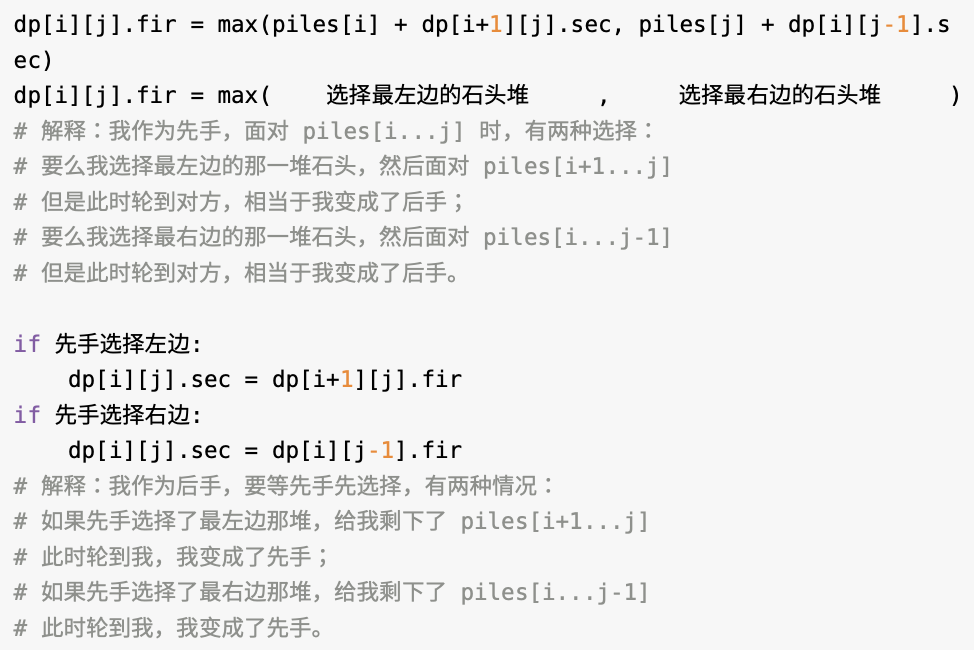 dp[i][j].fir = max(piles[i] + dp[i+1][j].sec, piles[j] + dp[i][j-1].s
ec)
dp[i][j].fir = max(    选择最左边的石头堆     ,     选择最右边的石头堆     )
# 解释：我作为先手，面对 piles[i...j] 时，有两种选择：
# 要么我选择最左边的那一堆石头，然后面对 piles[i+1...j]
# 但是此时轮到对方，相当于我变成了后手；
# 要么我选择最右边的那一堆石头，然后面对 piles[i...j-1]
# 但是此时轮到对方，相当于我变成了后手。

if 先手选择左边:
    dp[i][j].sec = dp[i+1][j].fir
if 先手选择右边:
    dp[i][j].sec = dp[i][j-1].fir
# 解释：我作为后手，要等先手先选择，有两种情况：
# 如果先手选择了最左边那堆，给我剩下了 piles[i+1...j]
# 此时轮到我，我变成了先手；
# 如果先手选择了最右边那堆，给我剩下了 piles[i...j-1]
# 此时轮到我，我变成了先手。